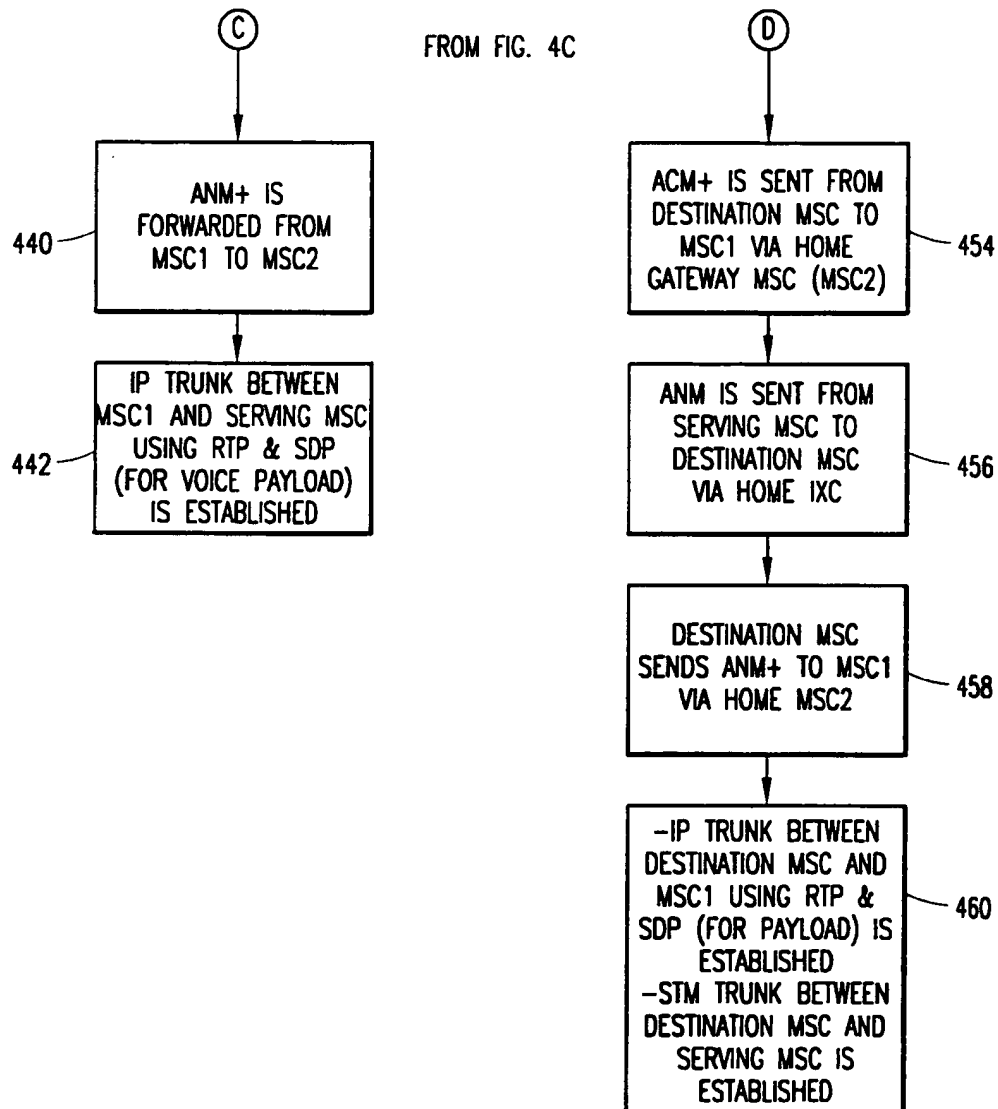 C
FROM FIG. 4C
D
ANM+ IS
FORWARDED FROM
MSC1 TO MSC2
440
IP TRUNK BETWEEN
MSC1 AND SERVING MSC
USING RTP & SDP
(FOR VOICE PAYLOAD)
IS ESTABLISHED
442
ACM+ IS SENT FROM
DESTINATION MSC TO
MSC1 VIA HOME
GATEWAY MSC (MSC2)
454
ANM IS SENT FROM
SERVING MSC TO
DESTINATION MSC
VIA HOME IXC
456
DESTINATION MSC
SENDS ANM+ TO MSC1
VIA HOME MSC2
458
-IP TRUNK BETWEEN
DESTINATION MSC AND
MSC1 USING RTP &
SDP (FOR PAYLOAD) IS
ESTABLISHED
-STM TRUNK BETWEEN
DESTINATION MSC AND
SERVING MSC IS
ESTABLISHED
460